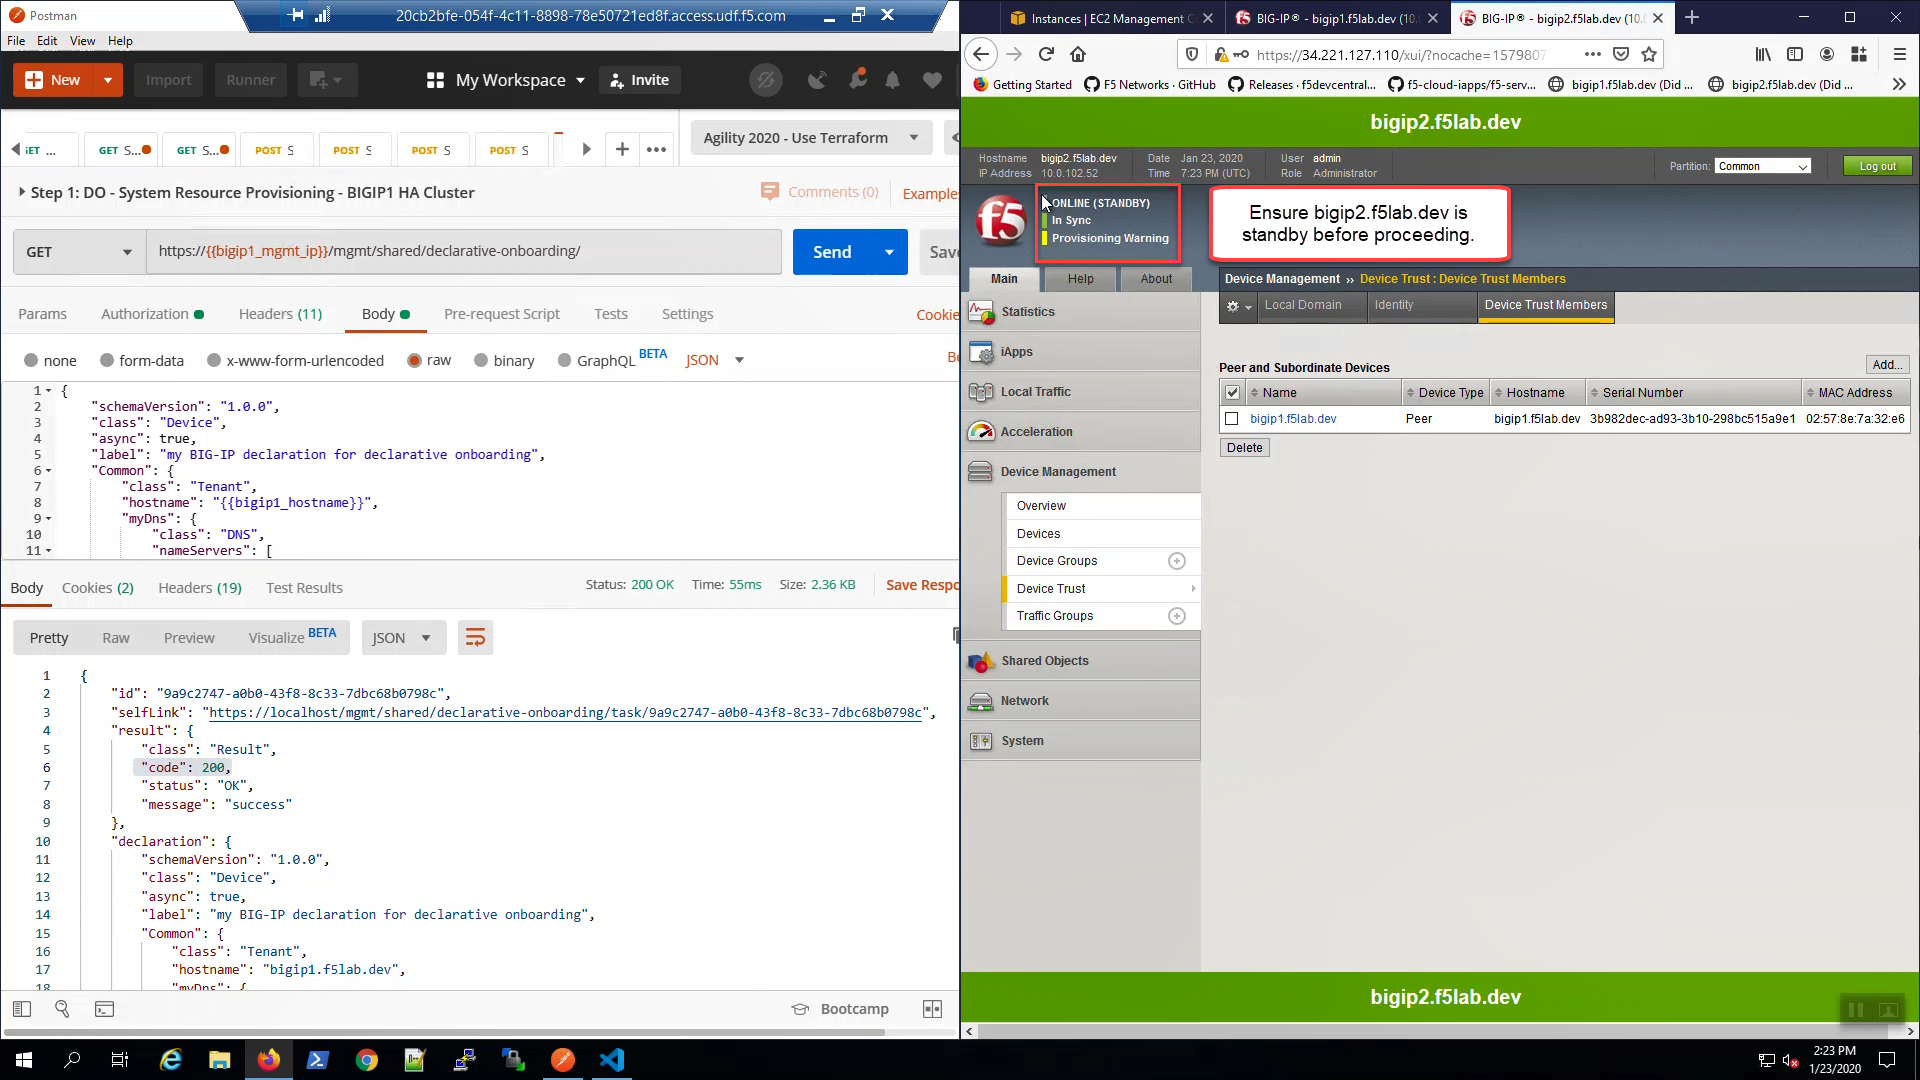 Postman
20cb2bfe-054f-4c11-8898-78e50721ed8f.access.udf.f5.com
File Edit View Help
New
Import
Runner
My Workspace
Invite
GET ...
GET S...
GET S...
POST S
POST S
POST S
POST S
Agility 2020 - Use Terraform
Step 1: DO - System Resource Provisioning - BIGIP1 HA Cluster
Comments (0)
Examples
GET
https://{{bigip1_mgmt_ip}}/mgmt/shared/declarative-onboarding/
Send
Save
Params Authorization Headers (11) Body Pre-request Script Tests Settings Cookie
none form-data x-www-form-urlencoded raw binary GraphQL BETA JSON Be
1 {
2 "schemaVersion": "1.0.0",
3 "class": "Device",
4 "async": true,
5 "label": "my BIG-IP declaration for declarative onboarding",
6 "Common": {
7 "class": "Tenant",
8 "hostname": "{{bigip1_hostname}}",
9 "myDns": {
10 "class": "DNS",
11 "nameServers": [
Body Cookies (2) Headers (19) Test Results Status: 200 OK Time: 55ms Size: 2.36 KB Save Respo
Pretty Raw Preview Visualize BETA JSON
1 {
2 "id": "9a9c2747-a0b0-43f8-8c33-7dbc68b0798c",
3 "selfLink": "https://localhost/mgmt/shared/declarative-onboarding/task/9a9c2747-a0b0-43f8-8c33-7dbc68b0798c",
4 "result": {
5 "class": "Result",
6 "code": 200,
7 "status": "OK",
8 "message": "success"
9 },
10 "declaration": {
11 "schemaVersion": "1.0.0",
12 "class": "Device",
13 "async": true,
14 "label": "my BIG-IP declaration for declarative onboarding",
15 "Common": {
16 "class": "Tenant",
17 "hostname": "bigip1.f5lab.dev",
18 "myDns": {
Bootcamp
Instances | EC2 Management C
BIG-IP® - bigip1.f5lab.dev (10.
BIG-IP® - bigip2.f5lab.dev (10.
https://34.221.127.110/xui/?nocache=1579807
Getting Started
F5 Networks · GitHub
Releases · f5devcentral...
f5-cloud-iapps/f5-serv...
bigip1.f5lab.dev (Did ...
bigip2.f5lab.dev (Did ...
bigip2.f5lab.dev
Hostname bigip2.f5lab.dev Date Jan 23, 2020 User admin
IP Address 10.0.102.52 Time 7:23 PM (UTC) Role Administrator
Partition: Common
Log out
f5
ONLINE (STANDBY)
In Sync
Provisioning Warning
Ensure bigip2.f5lab.dev is
standby before proceeding.
Main Help About
Device Management ›› Device Trust : Device Trust Members
Local Domain Identity Device Trust Members
Statistics
iApps
Local Traffic
Acceleration
Device Management
Overview
Devices
Device Groups
Device Trust
Traffic Groups
Shared Objects
Network
System
Peer and Subordinate Devices
Add...
Name Device Type Hostname Serial Number MAC Address
bigip1.f5lab.dev Peer bigip1.f5lab.dev 3b982dec-ad93-3b10-298bc515a9e1 02:57:8e:7a:32:e6
Delete
bigip2.f5lab.dev
2:23 PM
1/23/2020